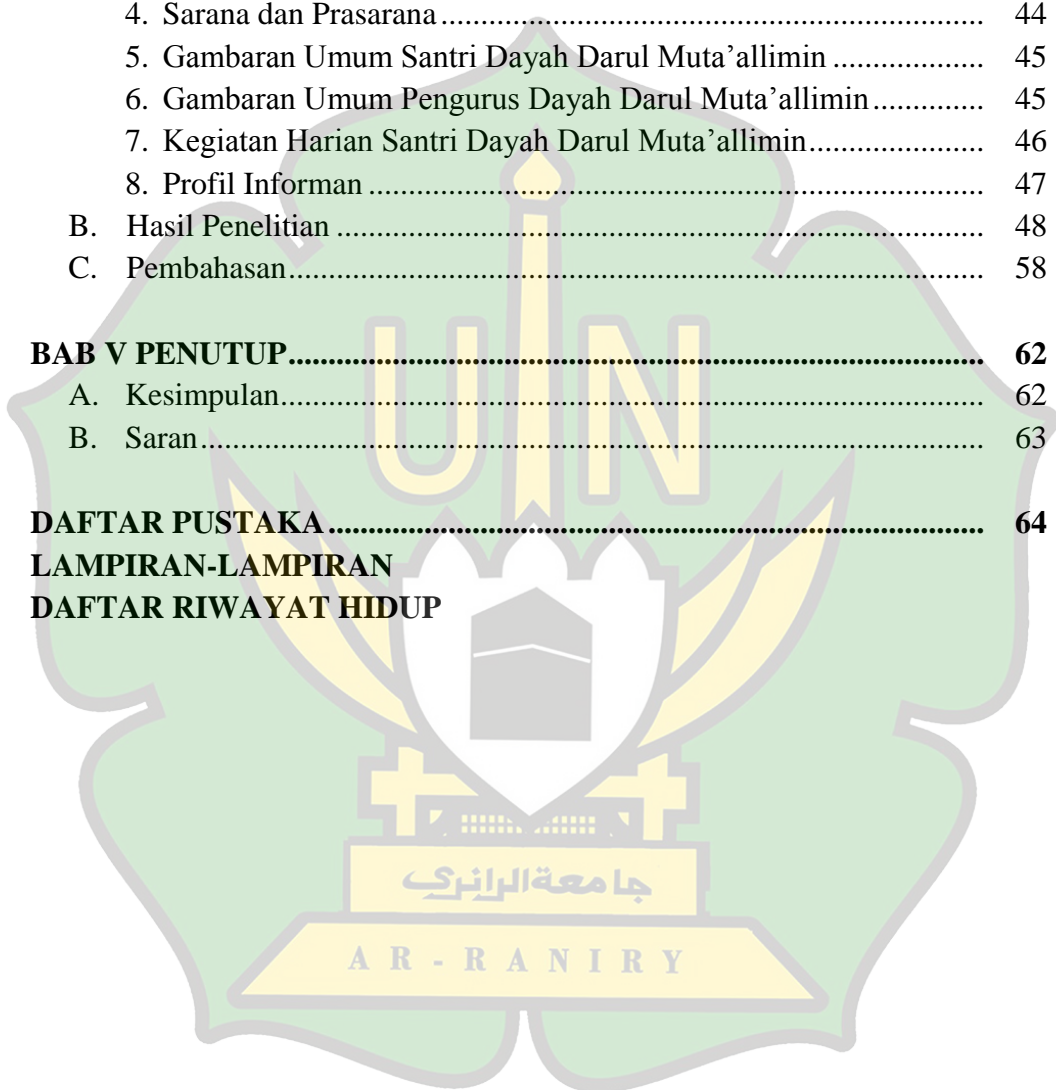 4. Sarana dan Prasarana ........................................................................ 44
5. Gambaran Umum Santri Dayah Darul Muta’allimin .................. 45
6. Gambaran Umum Pengurus Dayah Darul Muta’allimin ............. 45
7. Kegiatan Harian Santri Dayah Darul Muta’allimin ..................... 46
8. Profil Informan .................................................................................. 47
B. Hasil Penelitian ...................................................................................... 48
C. Pembahasan ............................................................................................ 58
BAB V PENUTUP ......................................................................................... 62
A. Kesimpulan ............................................................................................. 62
B. Saran ........................................................................................................ 63
DAFTAR PUSTAKA .................................................................................... 64
LAMPIRAN-LAMPIRAN
DAFTAR RIWAYAT HIDUP
UIN
جامعة الرانري
AR-RANIRY